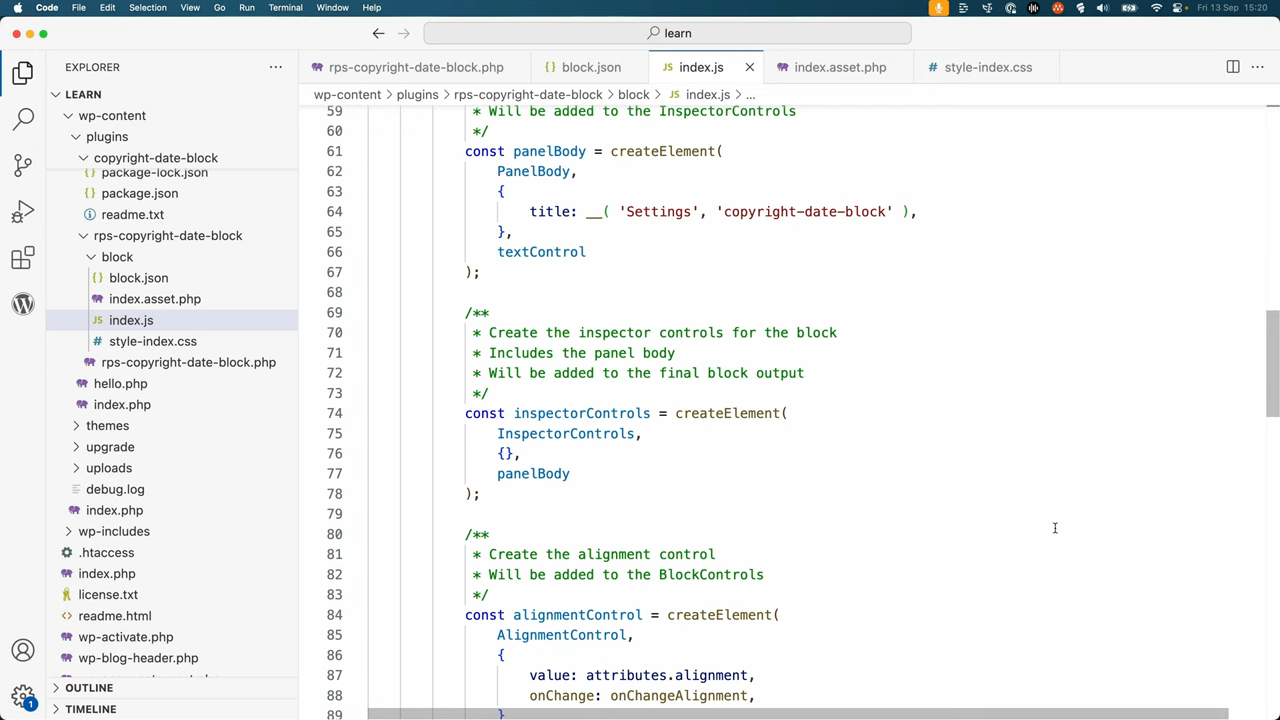 Code File Edit Selection View Go Run Terminal Window Help Fri 13 Sep 15:20
learn
EXPLORER
rps-copyright-date-block.php
{} block.json
JS index.js
index.asset.php
# style-index.css
wp-content > plugins > rps-copyright-date-block > block > JS index.js > ...
LEARN
wp-content
plugins
copyright-date-block
{} package-lock.json
{} package.json
readme.txt
rps-copyright-date-block
block
{} block.json
index.asset.php
JS index.js
# style-index.css
rps-copyright-date-block.php
hello.php
index.php
themes
upgrade
uploads
debug.log
index.php
wp-includes
.htaccess
index.php
license.txt
<> readme.html
wp-activate.php
wp-blog-header.php
OUTLINE
TIMELINE
1
59 * Will be added to the InspectorControls
60 */
61 const panelBody = createElement(
62 PanelBody,
63 {
64 title: __( 'Settings', 'copyright-date-block' ),
65 },
66 textControl
67 );
68
69 /**
70 * Create the inspector controls for the block
71 * Includes the panel body
72 * Will be added to the final block output
73 */
74 const inspectorControls = createElement(
75 InspectorControls,
76 {},
77 panelBody
78 );
79
80 /**
81 * Create the alignment control
82 * Will be added to the BlockControls
83 */
84 const alignmentControl = createElement(
85 AlignmentControl,
86 {
87 value: attributes.alignment,
88 onChange: onChangeAlignment,
89 }